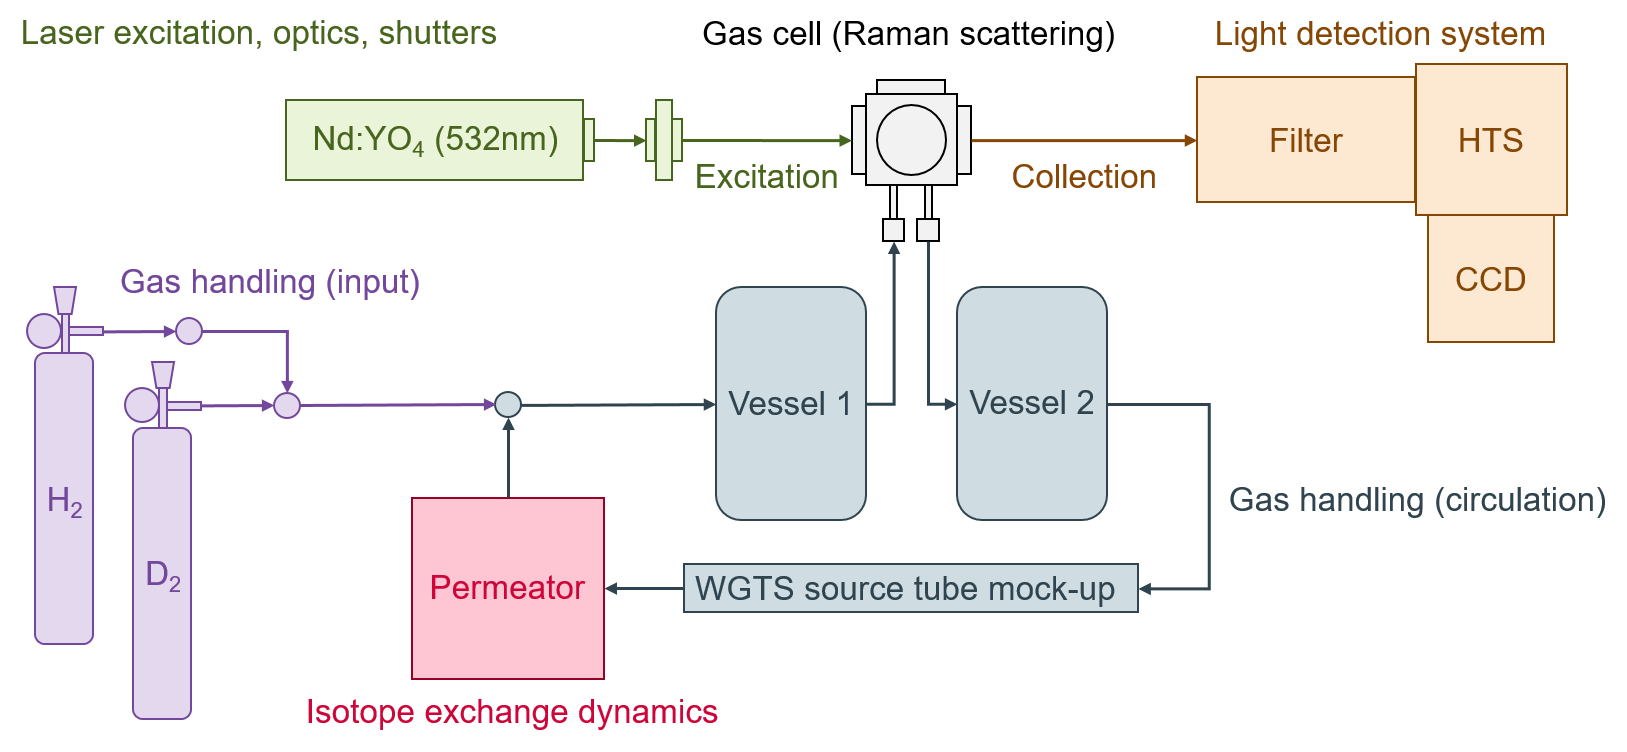 Laser excitation, optics, shutters
Gas cell (Raman scattering)
Light detection system
Nd:YO₄ (532nm)
Excitation
Collection
Filter
HTS
CCD
Gas handling (input)
H₂
D₂
Vessel 1
Vessel 2
Gas handling (circulation)
Permeator
WGTS source tube mock-up
Isotope exchange dynamics